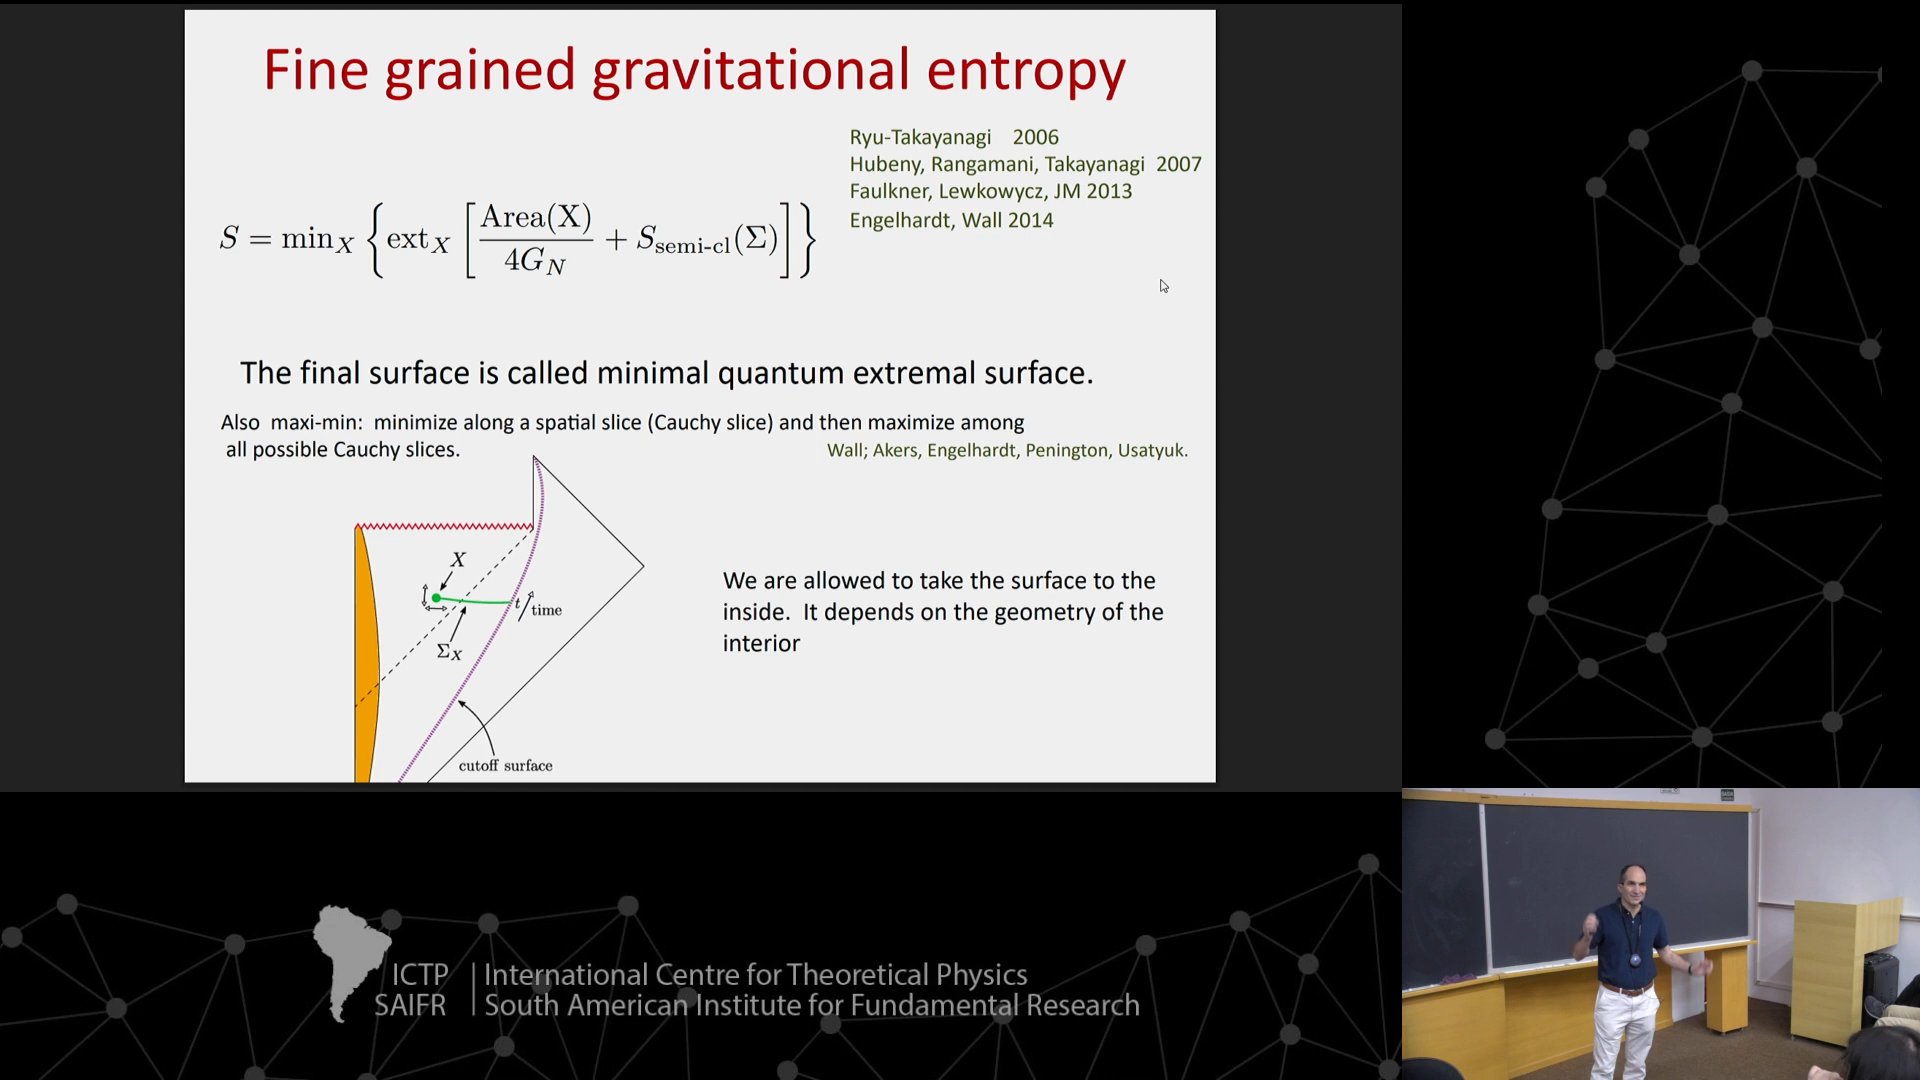 Fine grained gravitational entropy
Ryu-Takayanagi 2006
Hubeny, Rangamani, Takayanagi 2007
Faulkner, Lewkowycz, JM 2013
Engelhardt, Wall 2014
S = min_X { ext_X [ Area(X) / 4G_N + S_semi-cl(Σ) ] }
The final surface is called minimal quantum extremal surface.
Also maxi-min: minimize along a spatial slice (Cauchy slice) and then maximize among
all possible Cauchy slices.
Wall; Akers, Engelhardt, Penington, Usatyuk.
X
t
time
Σ_X
cutoff surface
We are allowed to take the surface to the
inside. It depends on the geometry of the
interior
ICTP | International Centre for Theoretical Physics
SAIFR | South American Institute for Fundamental Research